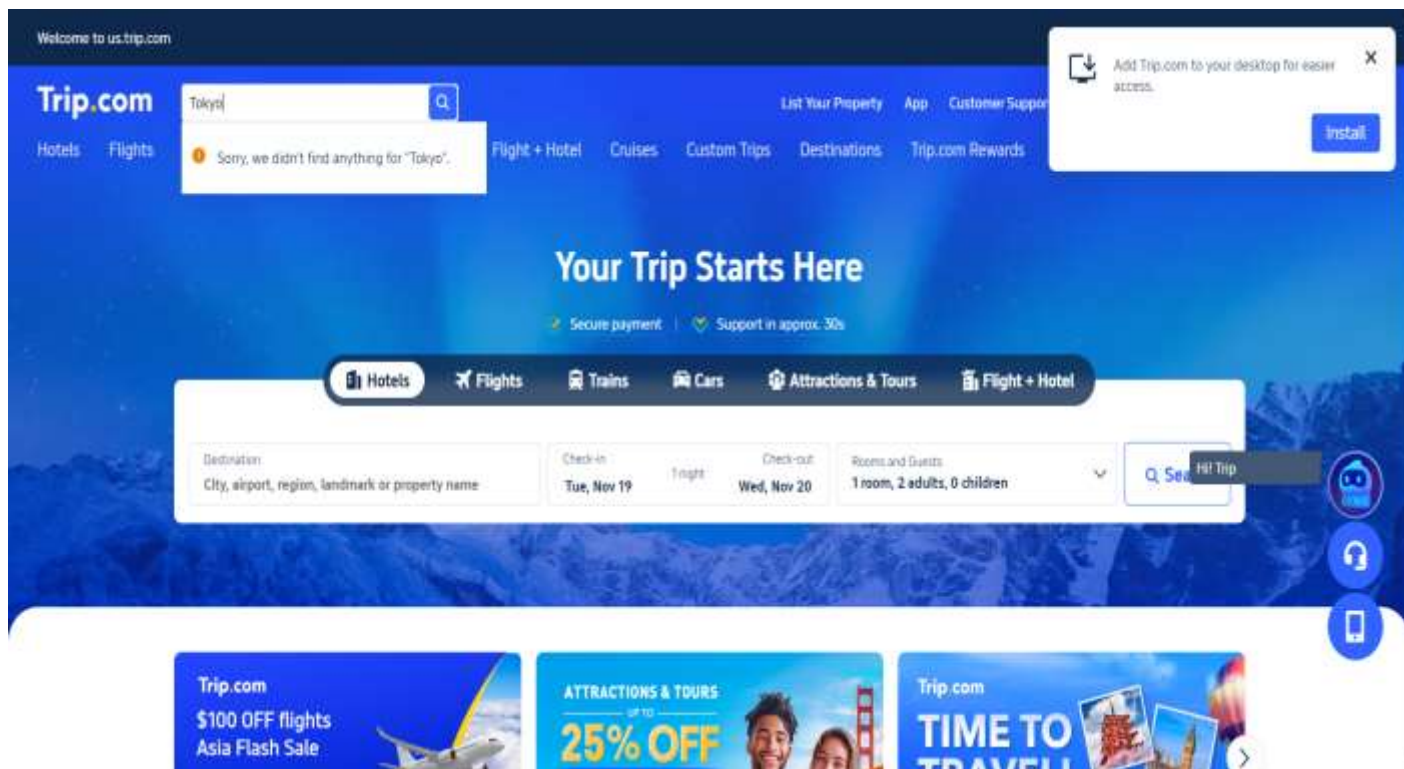 Welcome to us.trip.com
Add Trip.com to your desktop for easier
access.
Install
Trip.com
Tokyo
List Your Property
App
Customer Suppor
Hotels
Flights
Sorry, we didn't find anything for "Tokyo".
Flight + Hotel
Cruises
Custom Trips
Destinations
Trip.com Rewards
Your Trip Starts Here
Secure payment
Support in approx. 30s
Hotels
Flights
Trains
Cars
Attractions & Tours
Flight + Hotel
Destination
City, airport, region, landmark or property name
Check-in
Tue, Nov 19
1 night
Check-out
Wed, Nov 20
Rooms and Guests
1 room, 2 adults, 0 children
Sea
Hi! Trip
Trip.com
$100 OFF flights
Asia Flash Sale
ATTRACTIONS & TOURS
UP TO
25% OFF
Trip.com
TIME TO
TRAVEL!